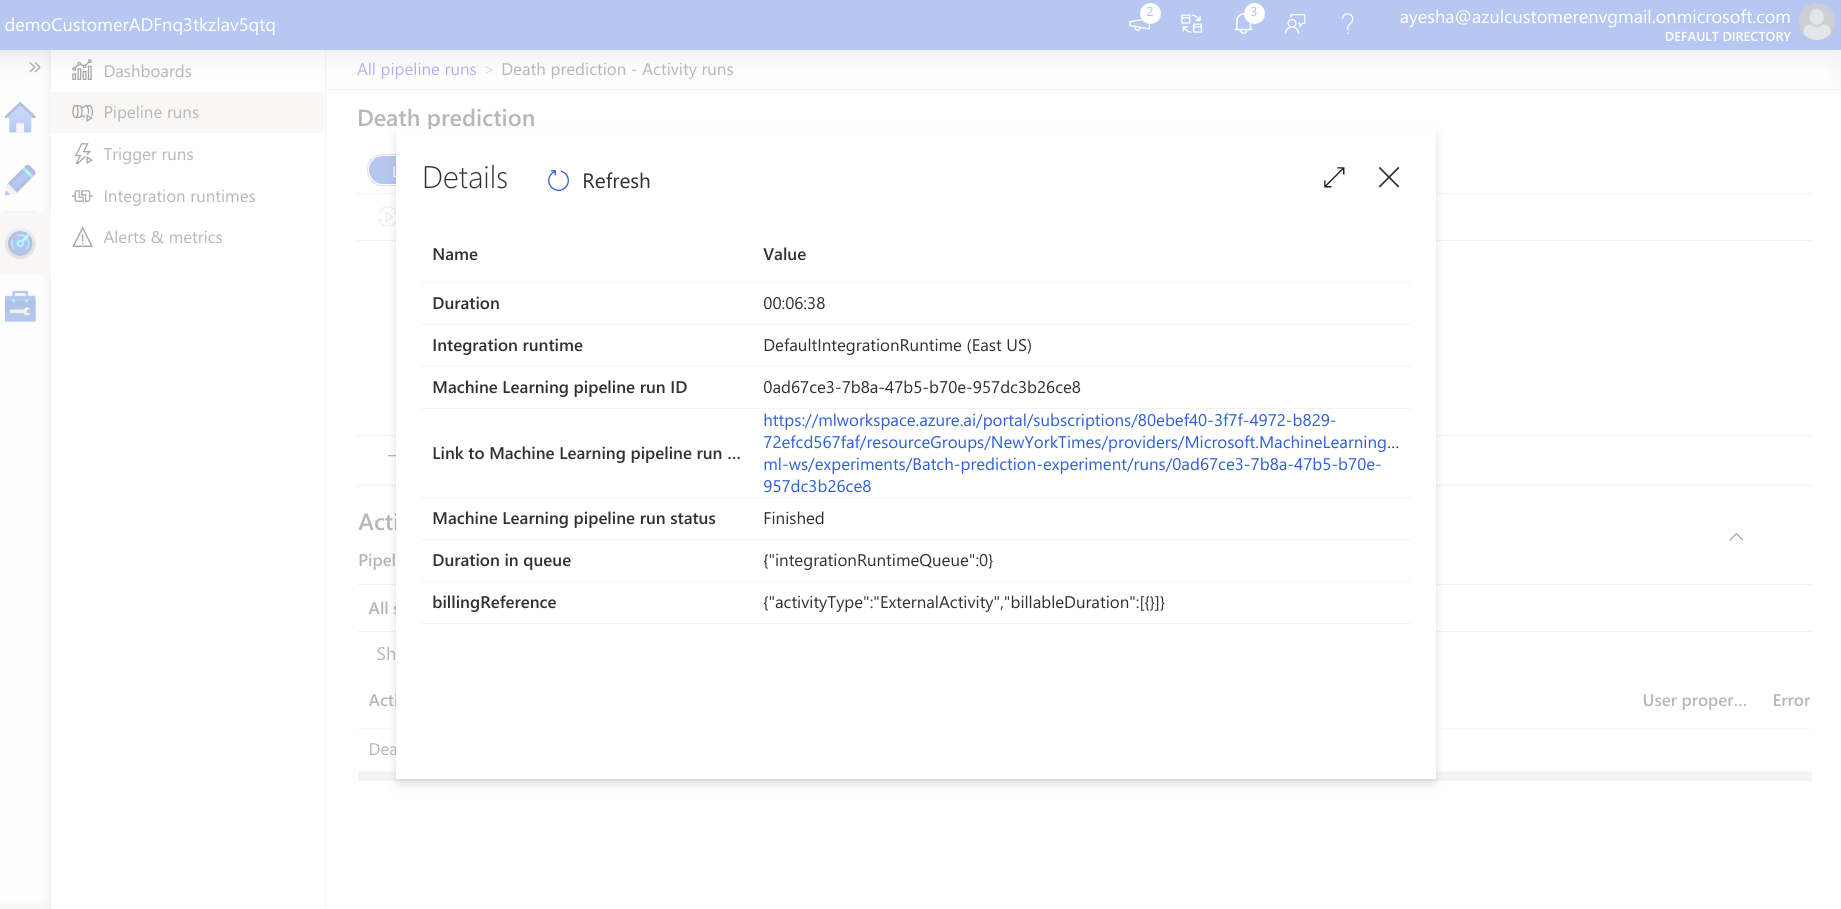 demoCustomerADFnq3tkzlav5qtq
2
3
ayesha@azulcustomerenvgmail.onmicrosoft.com
DEFAULT DIRECTORY
Dashboards
Pipeline runs
Trigger runs
Integration runtimes
Alerts & metrics
All pipeline runs > Death prediction - Activity runs
Death prediction
Details
Refresh
Name Value
Duration 00:06:38
Integration runtime DefaultIntegrationRuntime (East US)
Machine Learning pipeline run ID 0ad67ce3-7b8a-47b5-b70e-957dc3b26ce8
Link to Machine Learning pipeline run ...
https://mlworkspace.azure.ai/portal/subscriptions/80ebef40-3f7f-4972-b829-
72efcd567faf/resourceGroups/NewYorkTimes/providers/Microsoft.MachineLearning...
ml-ws/experiments/Batch-prediction-experiment/runs/0ad67ce3-7b8a-47b5-b70e-
957dc3b26ce8
Machine Learning pipeline run status Finished
Duration in queue {"integrationRuntimeQueue":0}
billingReference {"activityType":"ExternalActivity","billableDuration":[{}]}
Acti
Pipel
All s
Sh
Acti
User proper... Error
Dea